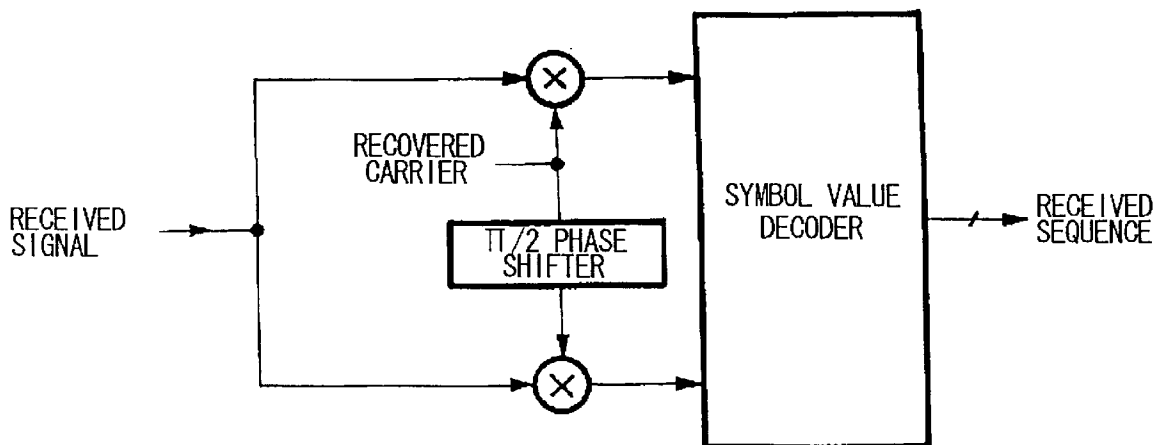 RECOVERED
CARRIER
RECEIVED
SIGNAL
Π/2 PHASE
SHIFTER
SYMBOL VALUE
DECODER
RECEIVED
SEQUENCE